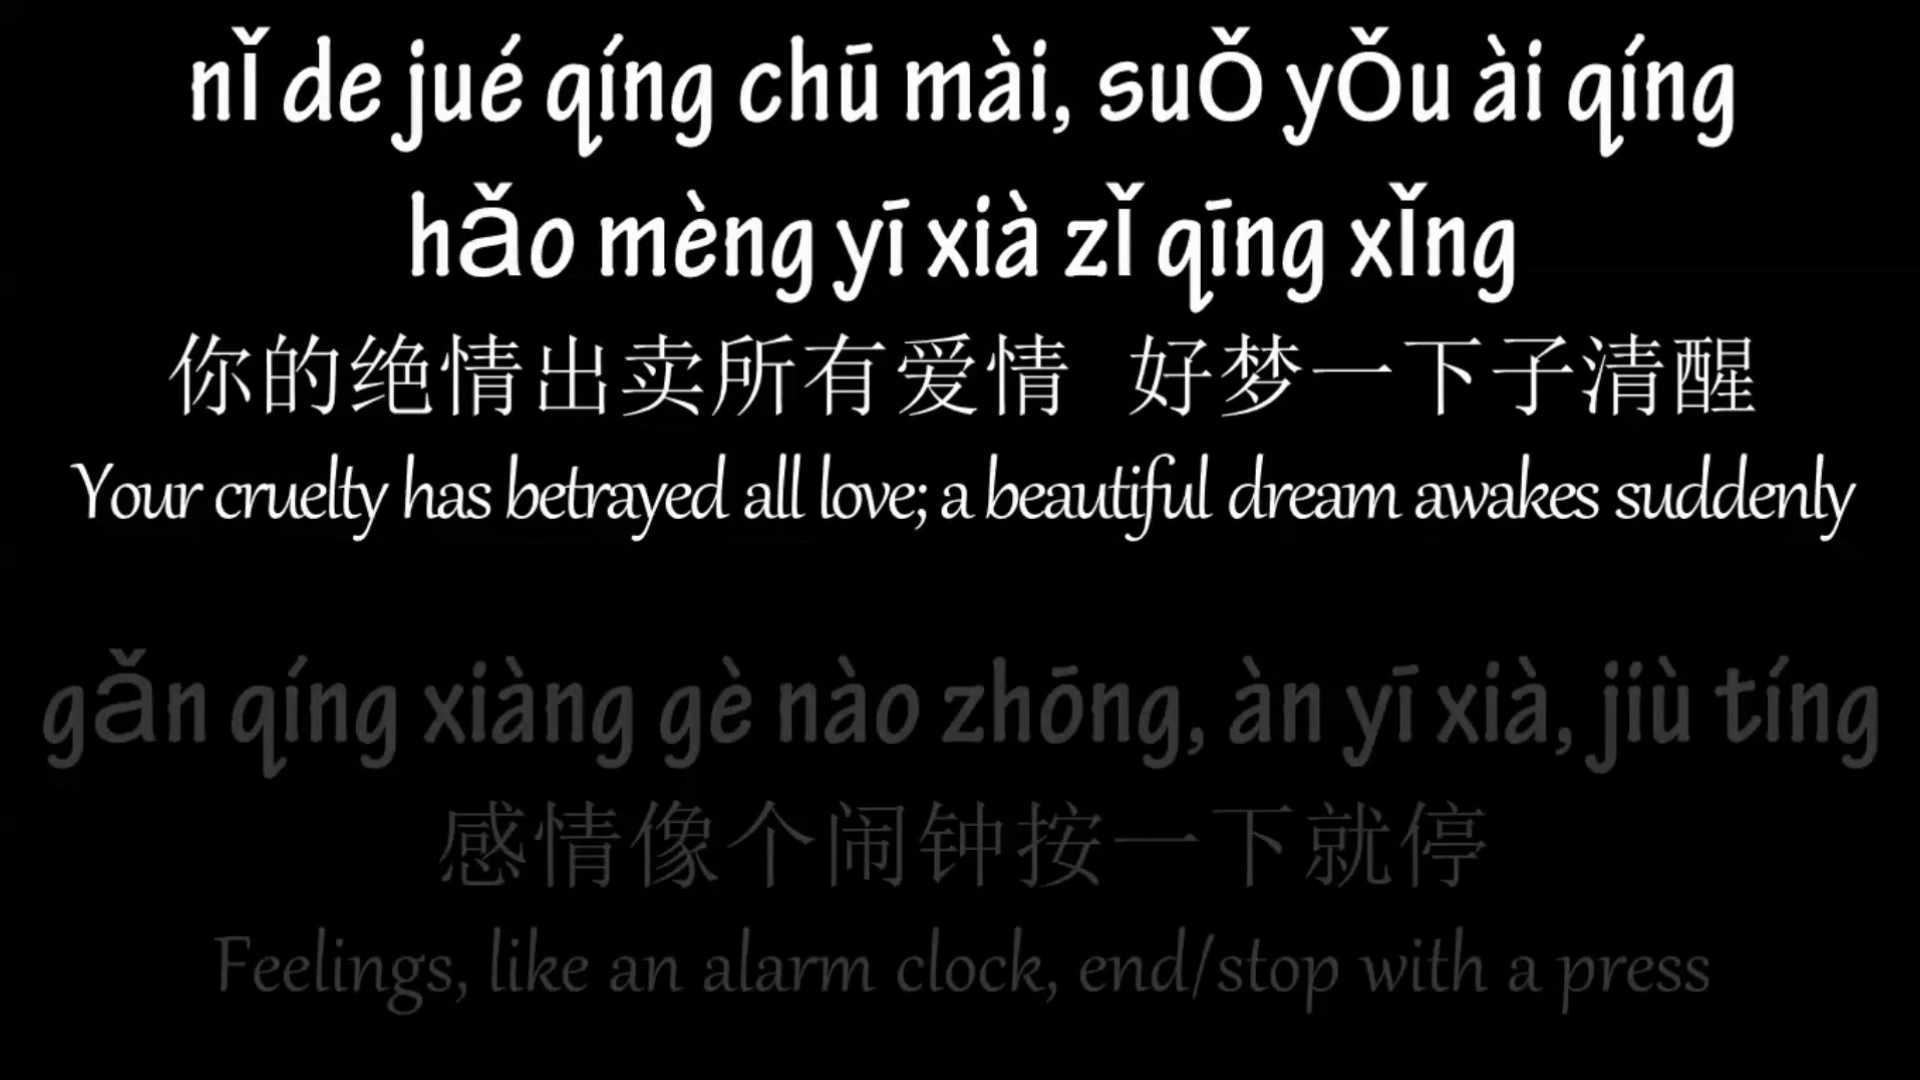 nǐ de jué qíng chū mài, suǒ yǒu ài qíng
hǎo mèng yī xià zǐ qīng xǐng
你的绝情出卖所有爱情 好梦一下子清醒
Your cruelty has betrayed all love; a beautiful dream awakes suddenly
gǎn qíng xiàng gè nào zhōng, àn yī xià, jiù tíng
感情像个闹钟按一下就停
Feelings, like an alarm clock, end/stop with a press